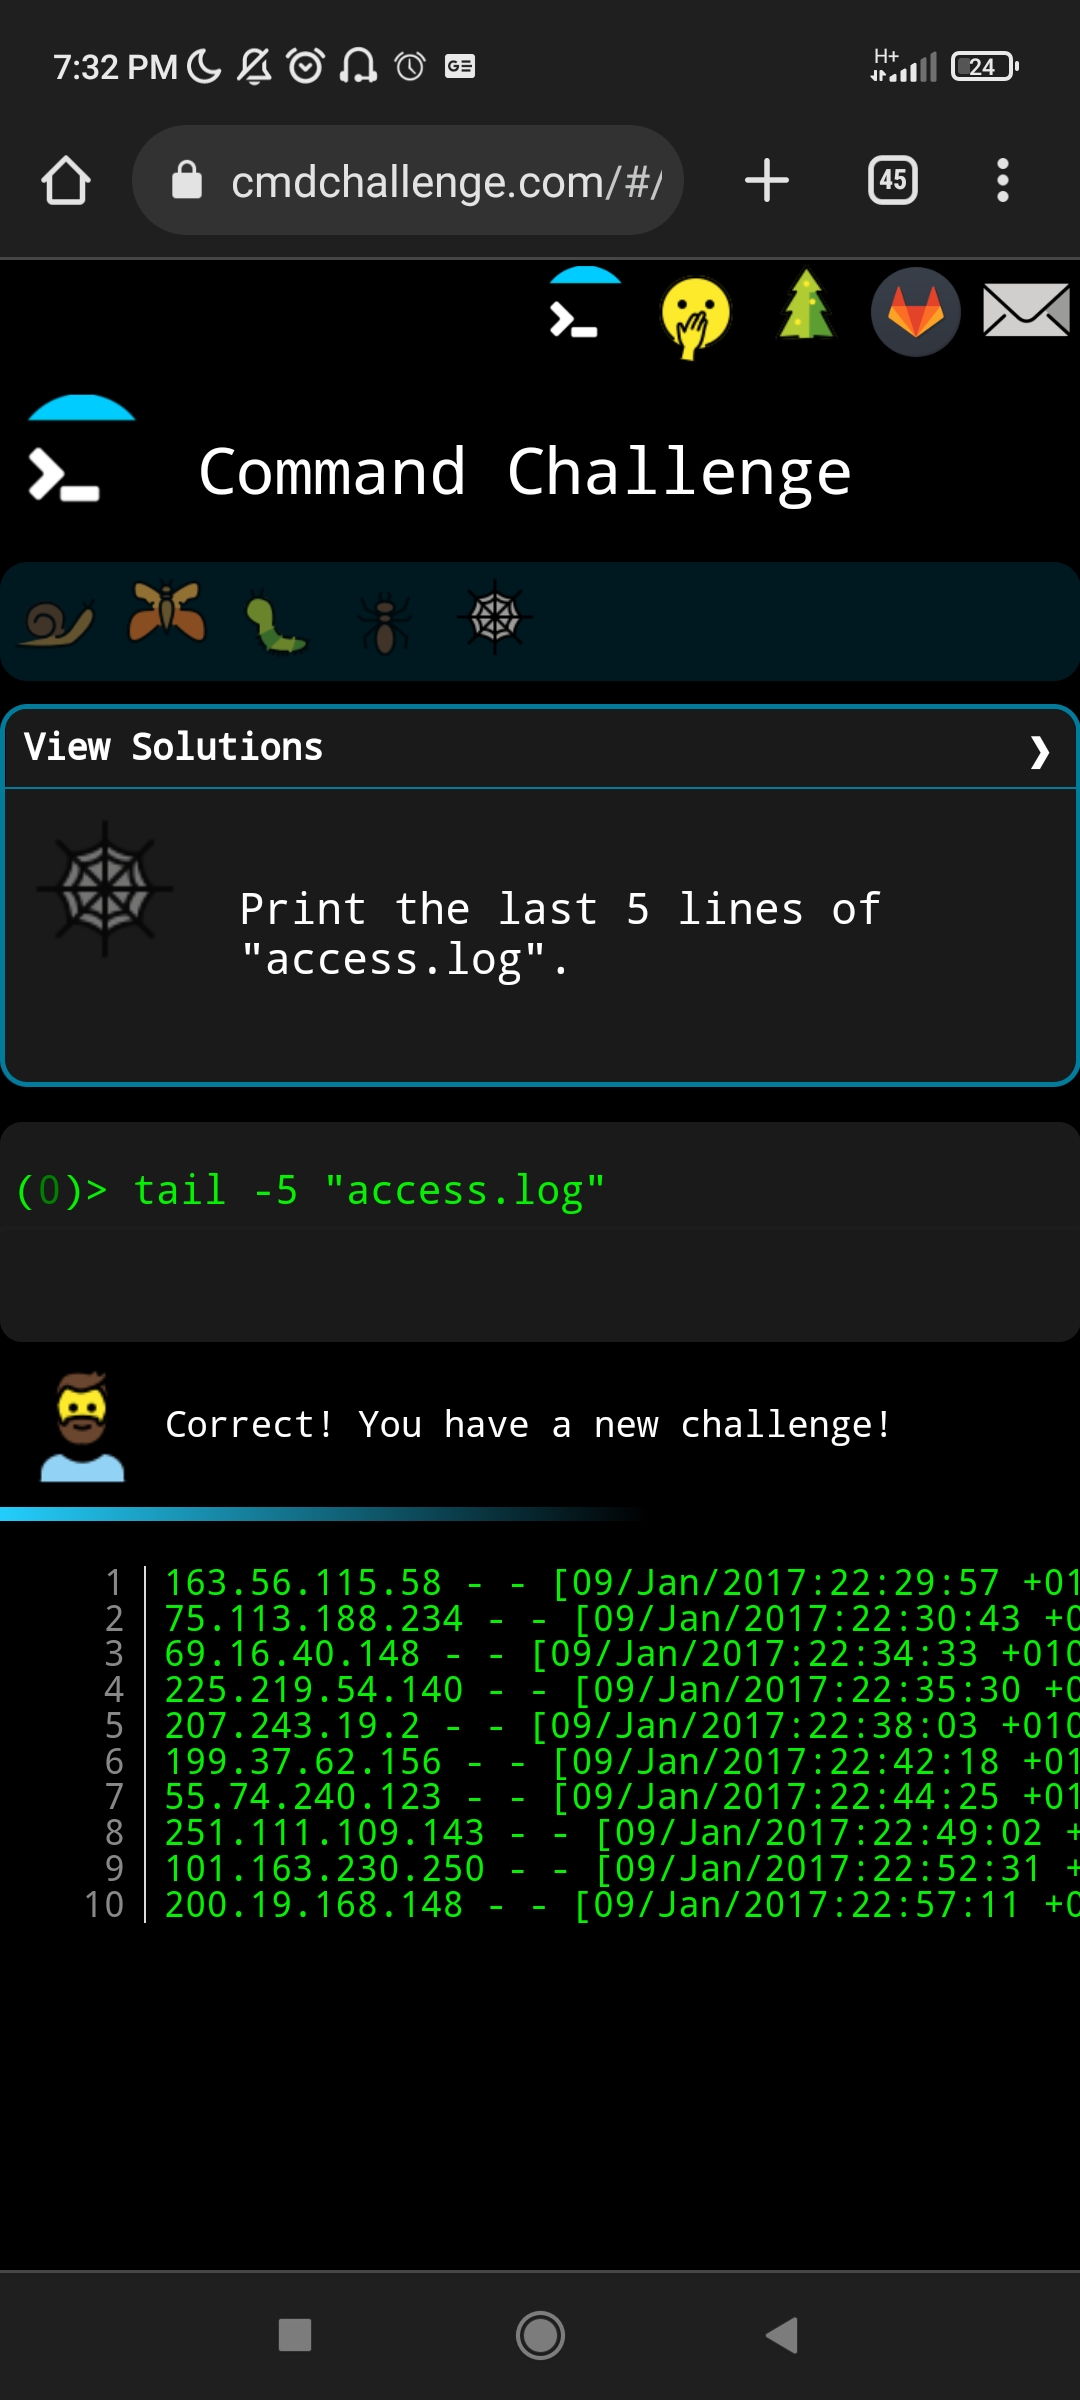 7:32 PM GE H+ 24
cmdchallenge.com/#/ 45
Command Challenge
View Solutions ❯
Print the last 5 lines of
"access.log".
(0)> tail -5 "access.log"
Correct! You have a new challenge!
1 163.56.115.58 - - [09/Jan/2017:22:29:57 +01
2 75.113.188.234 - - [09/Jan/2017:22:30:43 +0
3 69.16.40.148 - - [09/Jan/2017:22:34:33 +010
4 225.219.54.140 - - [09/Jan/2017:22:35:30 +0
5 207.243.19.2 - - [09/Jan/2017:22:38:03 +010
6 199.37.62.156 - - [09/Jan/2017:22:42:18 +01
7 55.74.240.123 - - [09/Jan/2017:22:44:25 +01
8 251.111.109.143 - - [09/Jan/2017:22:49:02 +
9 101.163.230.250 - - [09/Jan/2017:22:52:31 +
10 200.19.168.148 - - [09/Jan/2017:22:57:11 +0